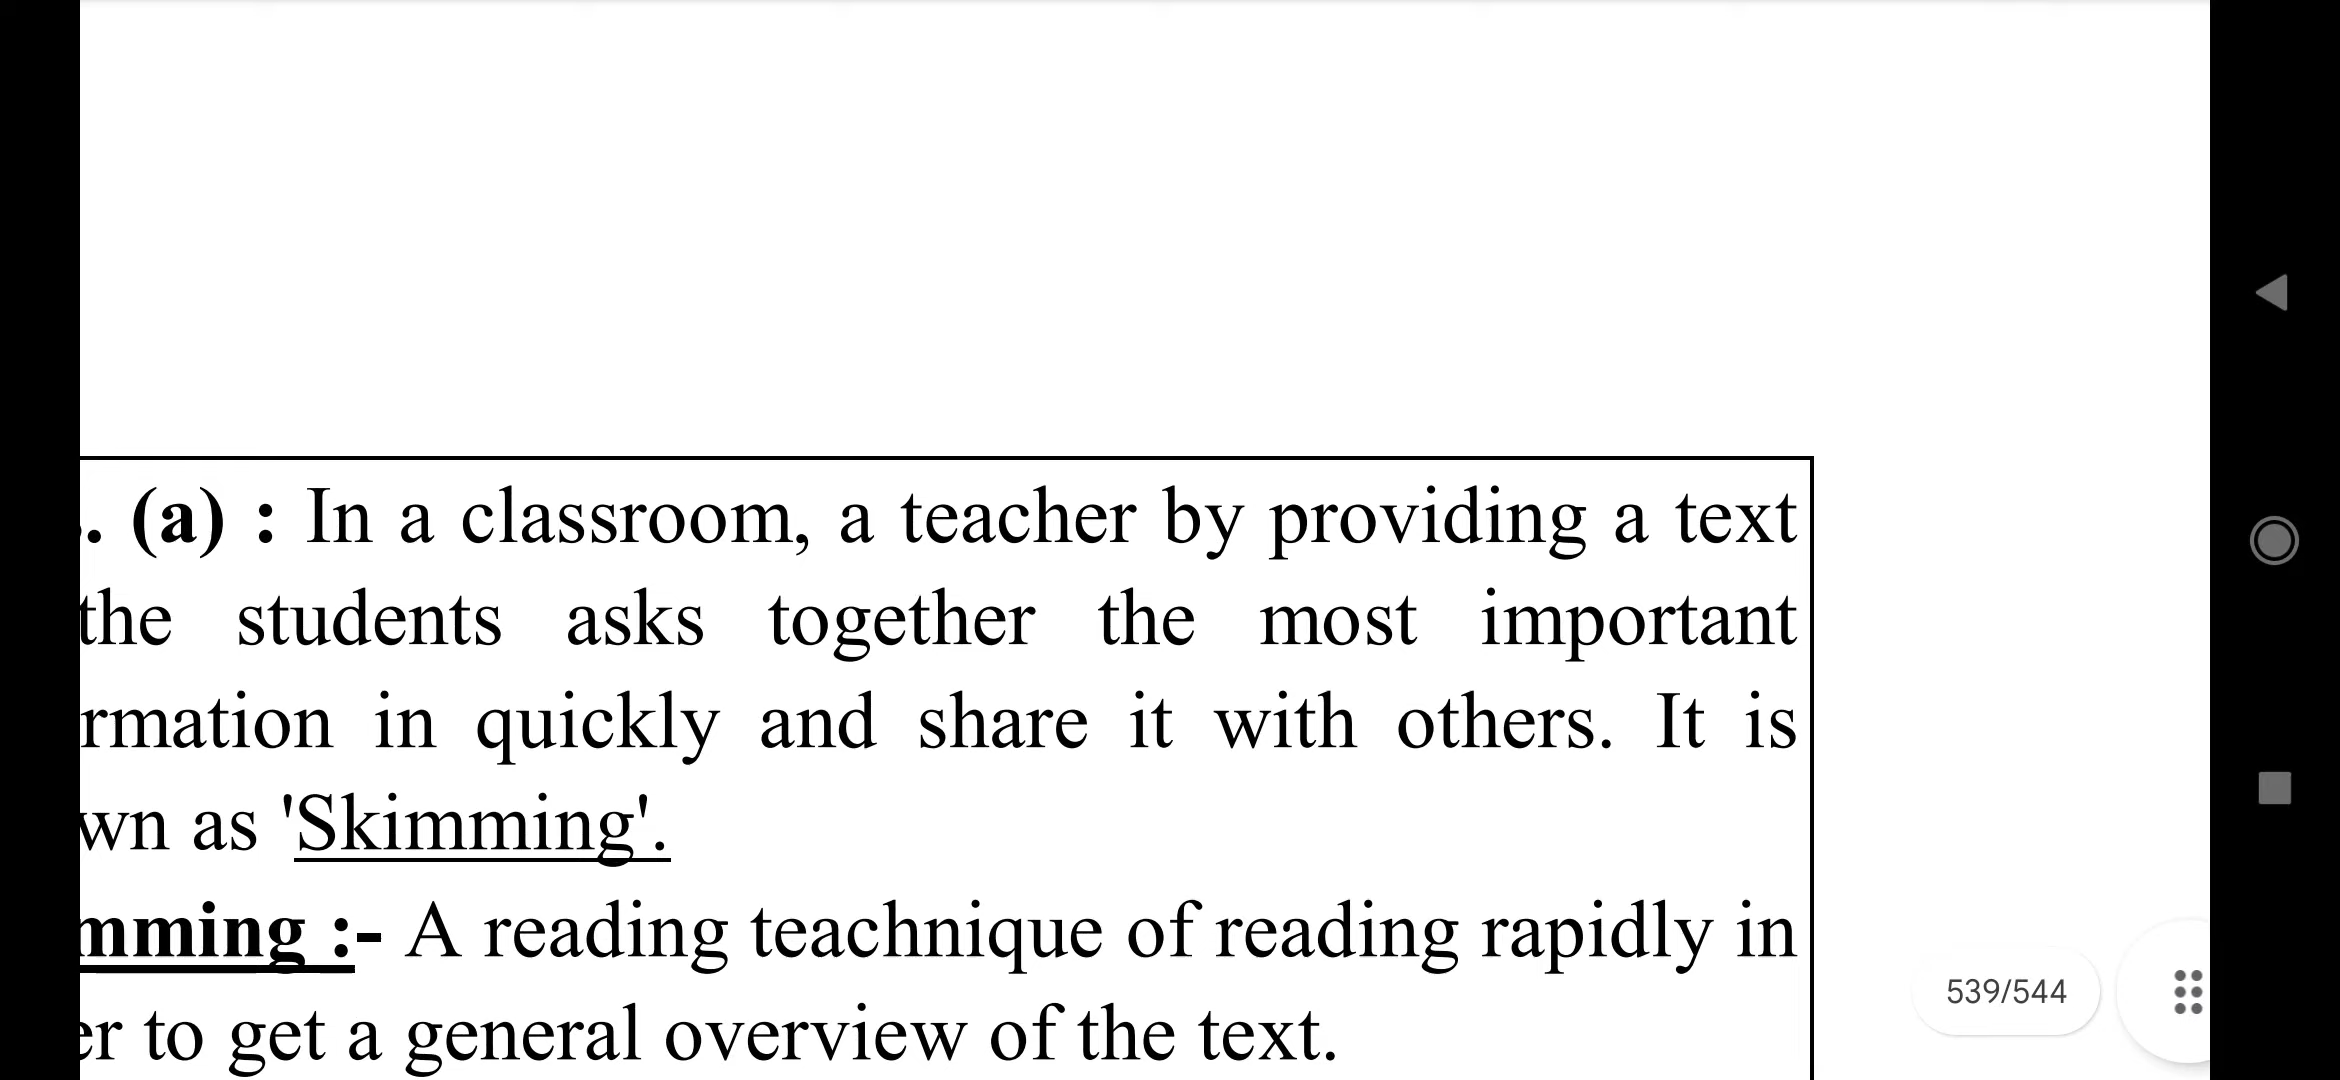 . (a) : In a classroom, a teacher by providing a text
the students asks together the most important
rmation in quickly and share it with others. It is
wn as 'Skimming'.
mming :- A reading teachnique of reading rapidly in
er to get a general overview of the text.
539/544